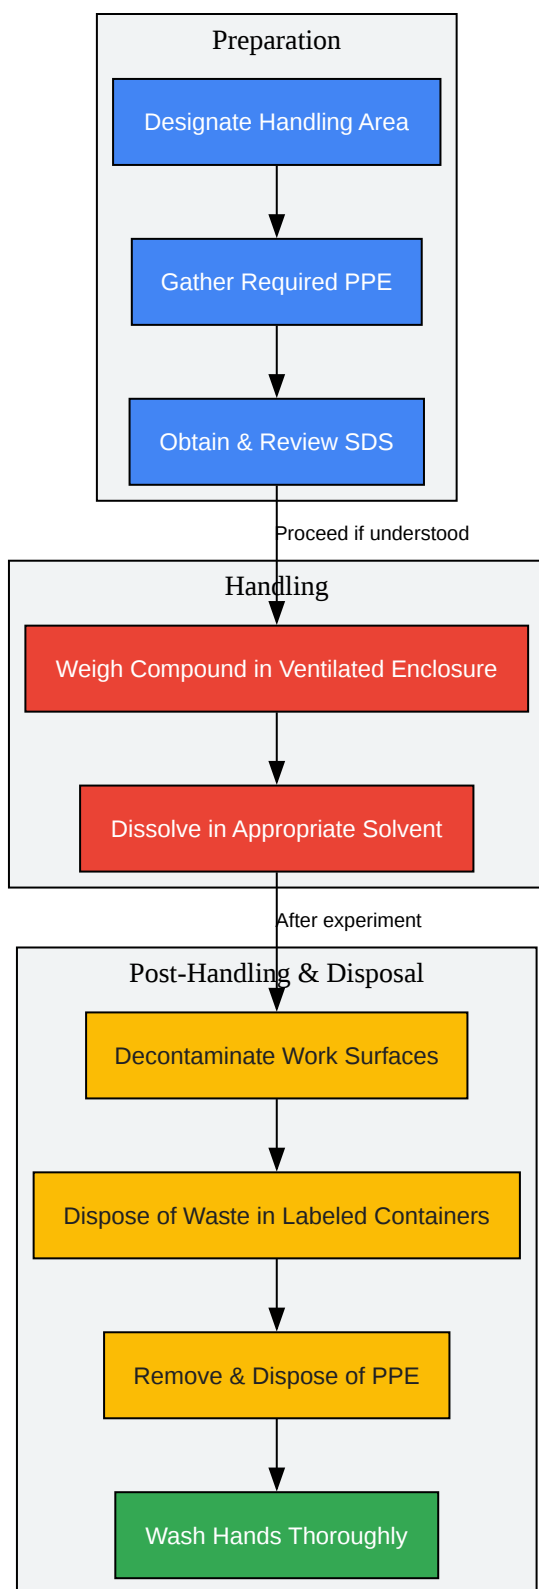 Preparation
Designate Handling Area
Gather Required PPE
Obtain & Review SDS
Proceed if understood
Handling
Weigh Compound in Ventilated Enclosure
Dissolve in Appropriate Solvent
After experiment
Post-Handling & Disposal
Decontaminate Work Surfaces
Dispose of Waste in Labeled Containers
Remove & Dispose of PPE
Wash Hands Thoroughly